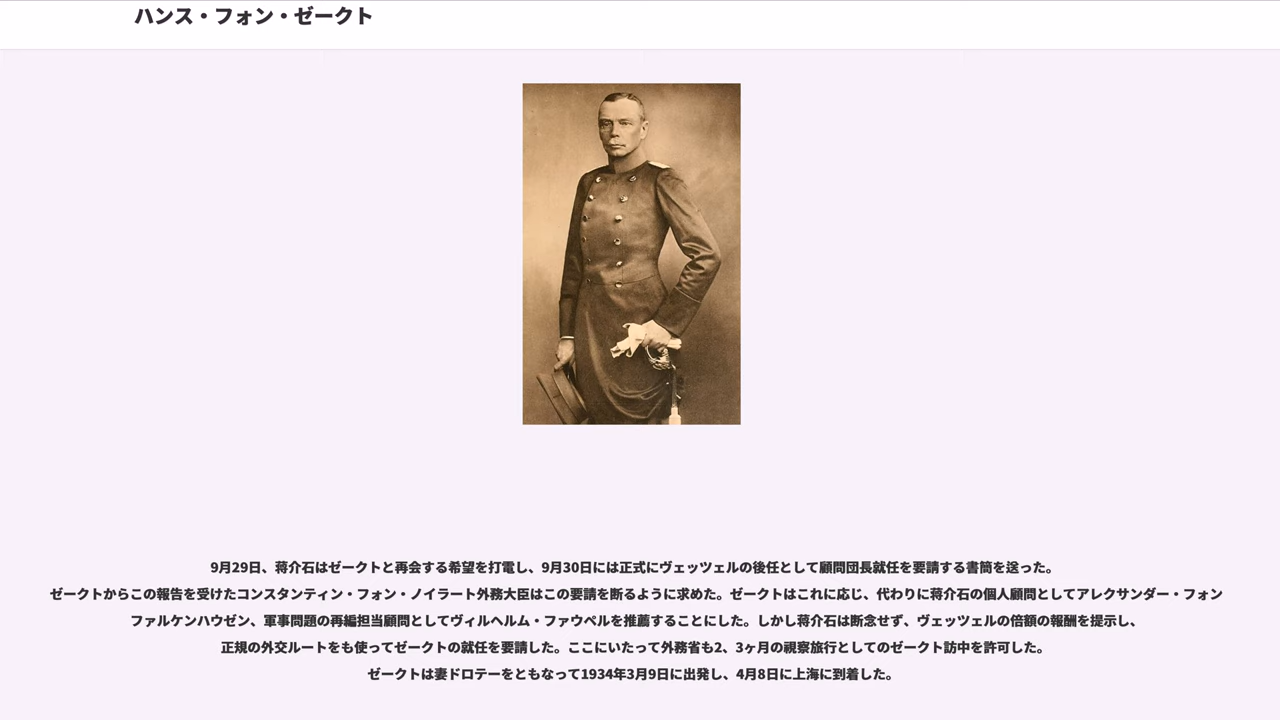 ハンス・フォン・ゼークト
9月29日、蒋介石はゼークトと再会する希望を打電し、9月30日には正式にヴェッツェルの後任として顧問団長就任を要請する書簡を送った。
ゼークトからこの報告を受けたコンスタンティン・フォン・ノイラート外務大臣はこの要請を断るように求めた。ゼークトはこれに応じ、代わりに蒋介石の個人顧問としてアレクサンダー・フォン
ファルケンハウゼン、軍事問題の再編担当顧問としてヴィルヘルム・ファウペルを推薦することにした。しかし蒋介石は断念せず、ヴェッツェルの倍額の報酬を提示し、
正規の外交ルートをも使ってゼークトの就任を要請した。ここにいたって外務省も2、3ヶ月の視察旅行としてのゼークト訪中を許可した。
ゼークトは妻ドロテーをともなって1934年3月9日に出発し、4月8日に上海に到着した。